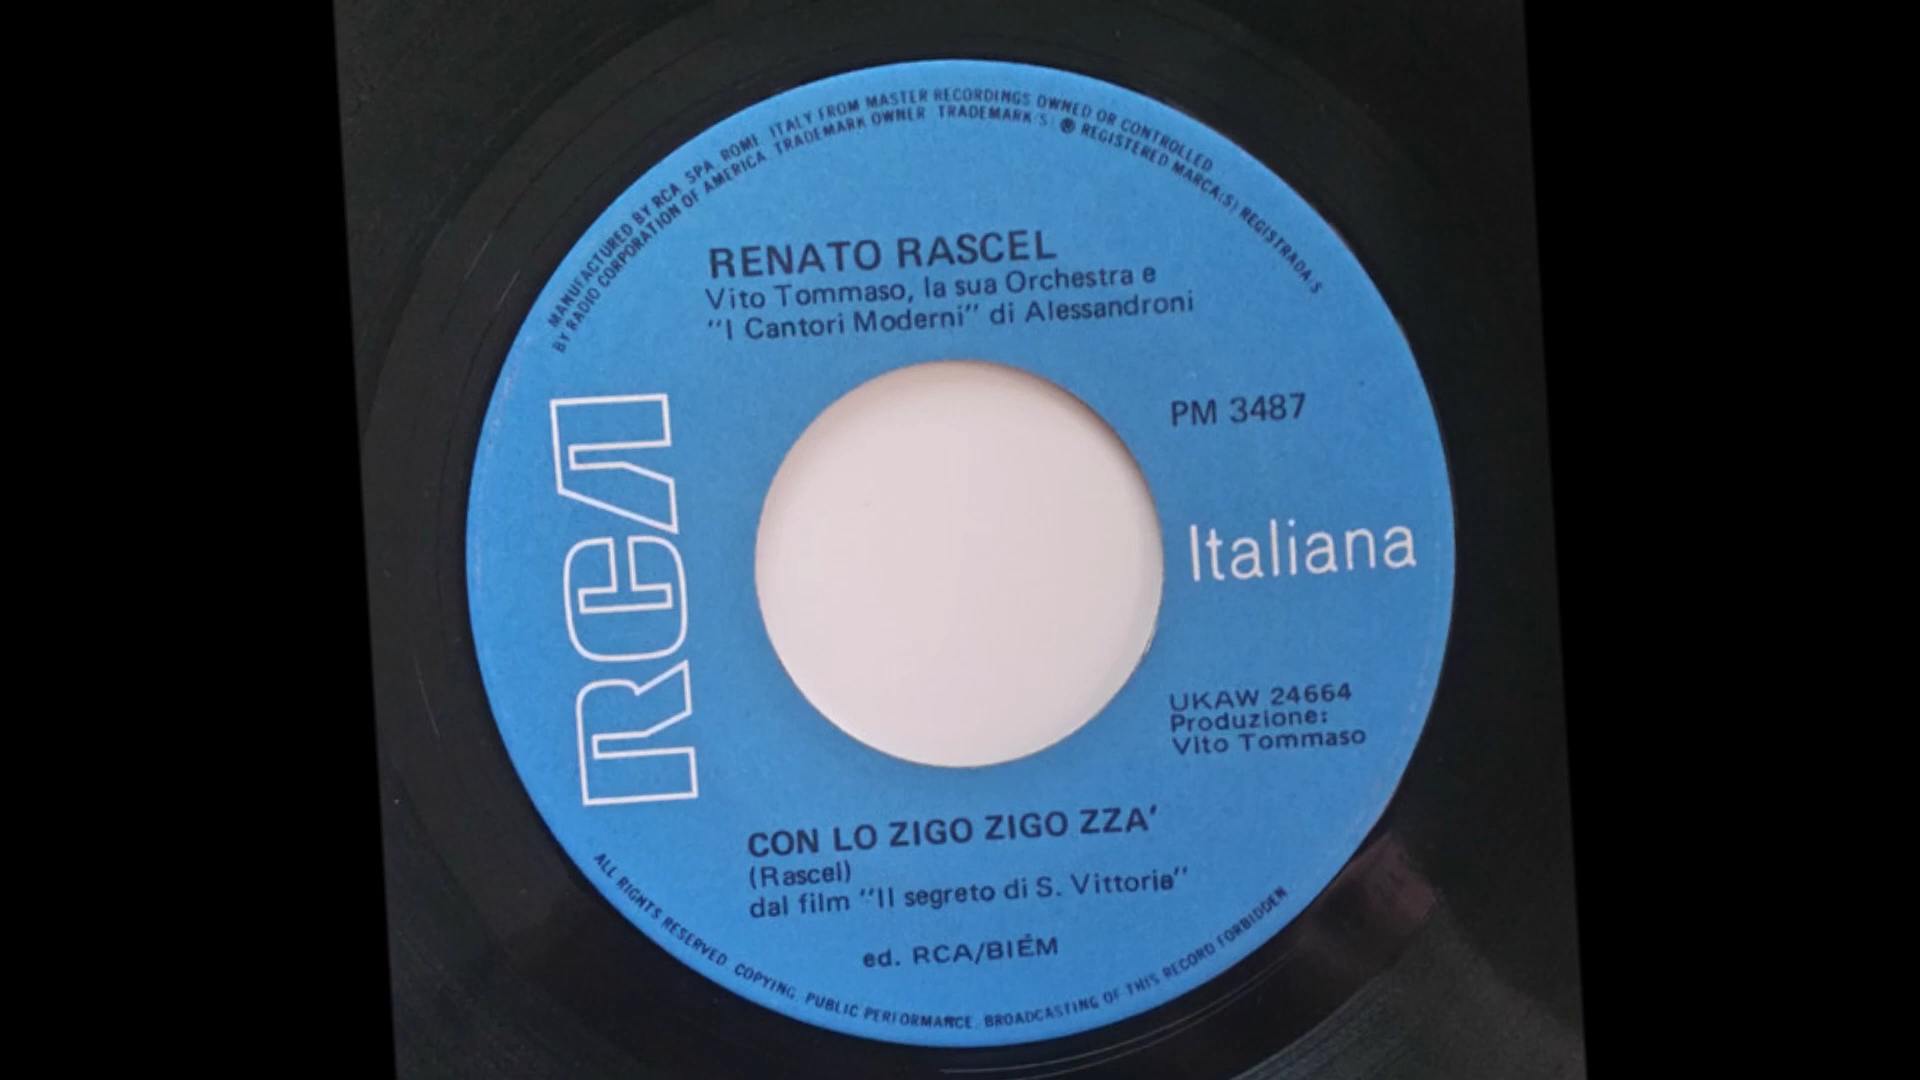 MANUFACTURED BY RCA SPA. ROME ITALY FROM MASTER RECORDINGS OWNED OR CONTROLLED
BY RADIO CORPORATION OF AMERICA. TRADEMARK OWNER TRADEMARK'S' ® REGISTERED MARCA(S) REGISTRADA·S
RENATO RASCEL
Vito Tommaso, la sua Orchestra e
"I Cantori Moderni" di Alessandroni
RCA
PM 3487
Italiana
UKAW 24664
Produzione:
Vito Tommaso
CON LO ZIGO ZIGO ZZA'
(Rascel)
dal film "Il segreto di S. Vittoria"
ed. RCA/BIÉM
ALL RIGHTS RESERVED. COPYING. PUBLIC PERFORMANCE. BROADCASTING OF THIS RECORD FORBIDDEN